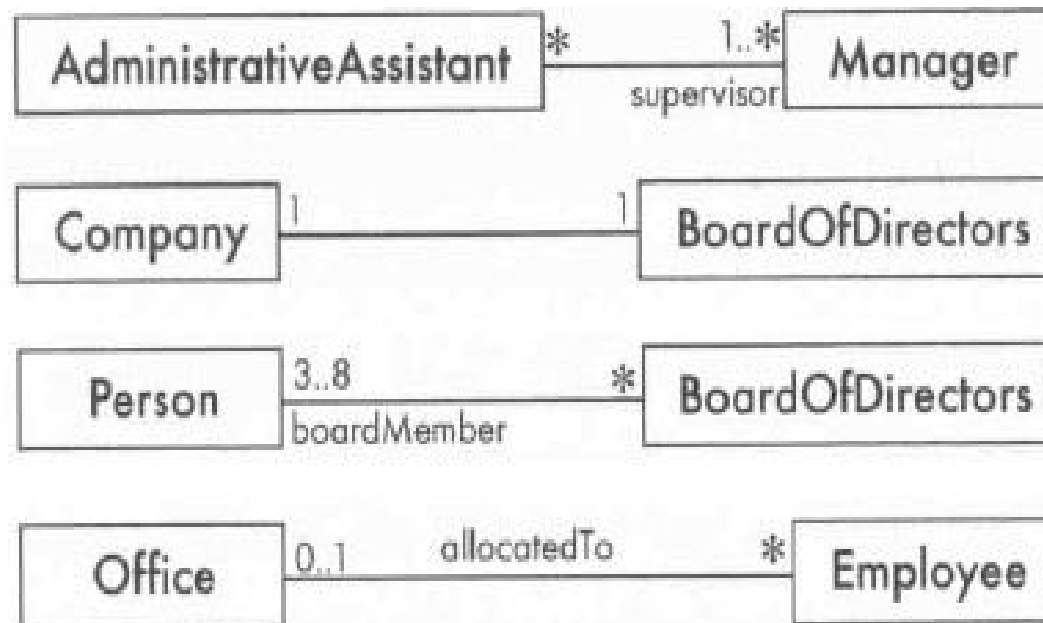 AdministrativeAssistant * 1..* Manager
supervisor
Company 1 1 BoardOfDirectors
Person 3..8 * BoardOfDirectors
boardMember
Office 0..1 allocatedTo * Employee